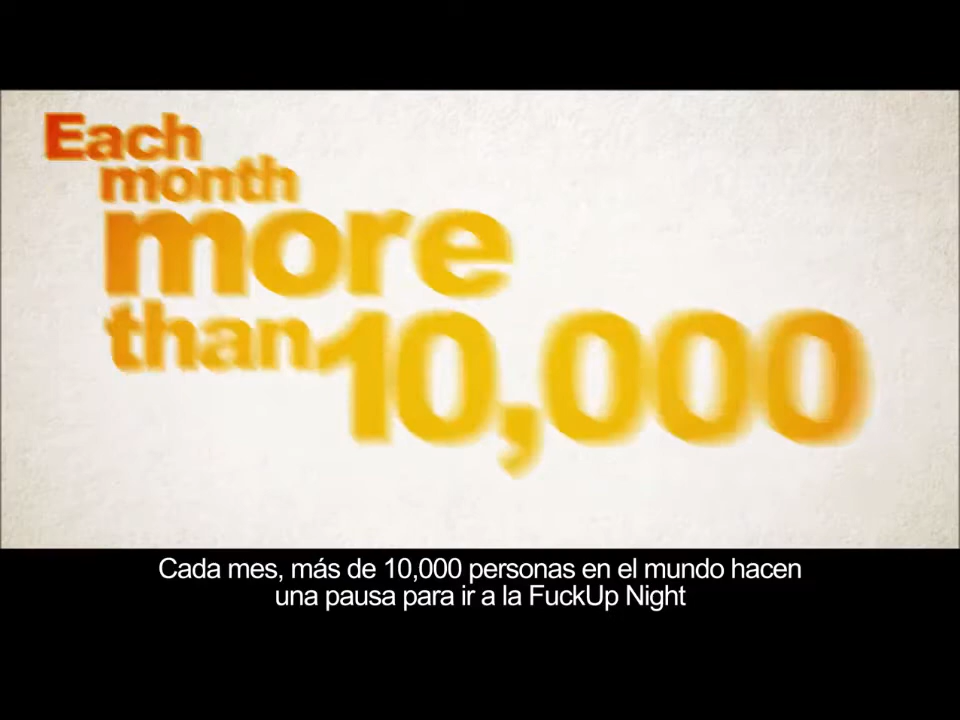 Each
month
more
than 10,000
Cada mes, más de 10,000 personas en el mundo hacen
una pausa para ir a la FuckUp Night